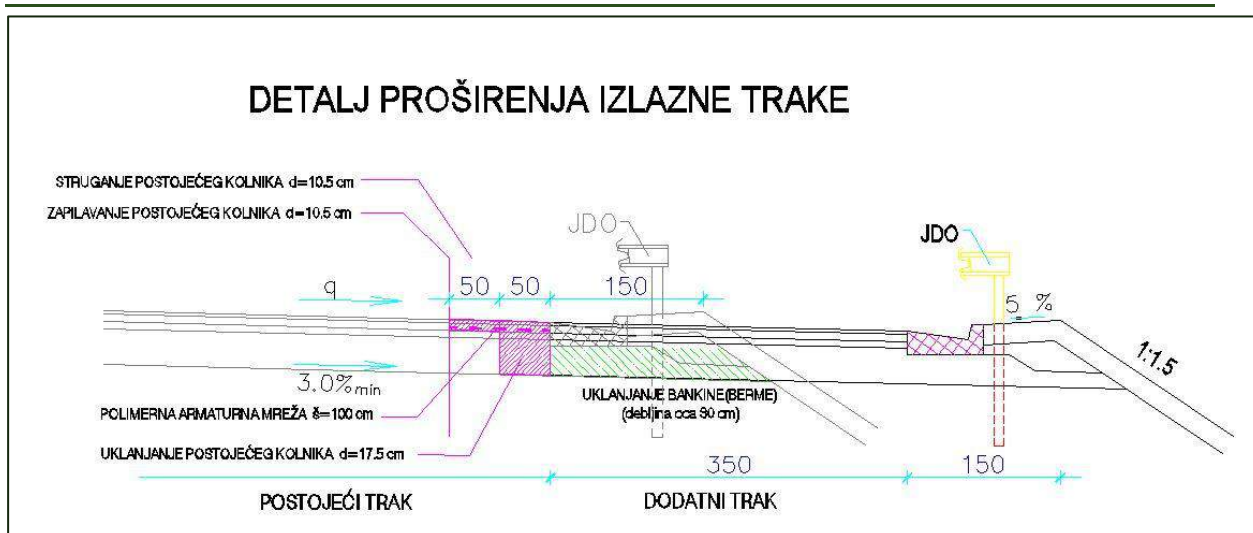 DETALJ PROŠIRENJA IZLAZNE TRAKE
STRUGANJE POSTOJEĆEG KOLNIKA d=10.5 cm
ZAPILAVANJE POSTOJEĆEG KOLNIKA d=10.5 cm
JDO
JDO
q
50 50 150
5 %
3.0%min
1:1.5
POLIMERNA ARMATURNA MREŽA š=100 cm
UKLANJANJE BANKINE(BERME)
(debljina cca 30 cm)
UKLANJANJE POSTOJEĆEG KOLNIKA d=17.5 cm
350 150
POSTOJEĆI TRAK
DODATNI TRAK